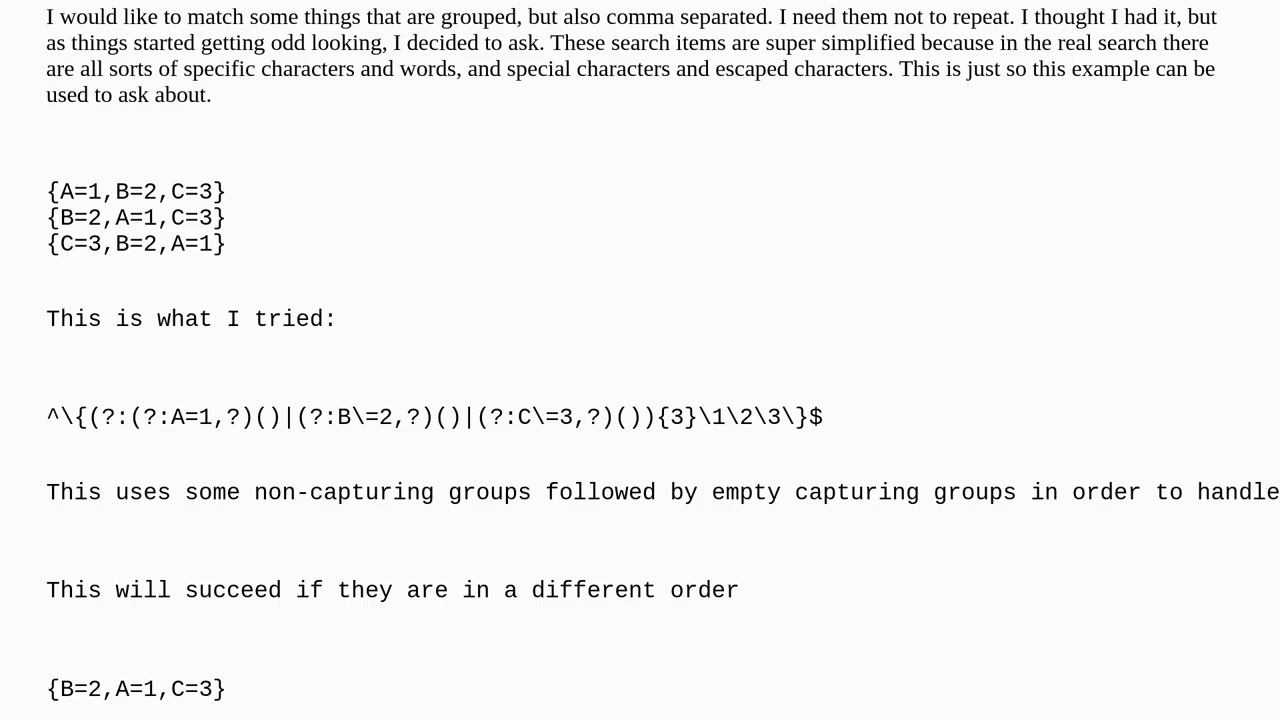 I would like to match some things that are grouped, but also comma separated. I need them not to repeat. I thought I had it, but
as things started getting odd looking, I decided to ask. These search items are super simplified because in the real search there
are all sorts of specific characters and words, and special characters and escaped characters. This is just so this example can be
used to ask about.
{A=1,B=2,C=3}
{B=2,A=1,C=3}
{C=3,B=2,A=1}
This is what I tried:
^\{(?:(?:A=1,?)()|(?:B\=2,?)()|(?:C\=3,?)()){3}\1\2\3\}$
This uses some non-capturing groups followed by empty capturing groups in order to handle
This will succeed if they are in a different order
{B=2,A=1,C=3}